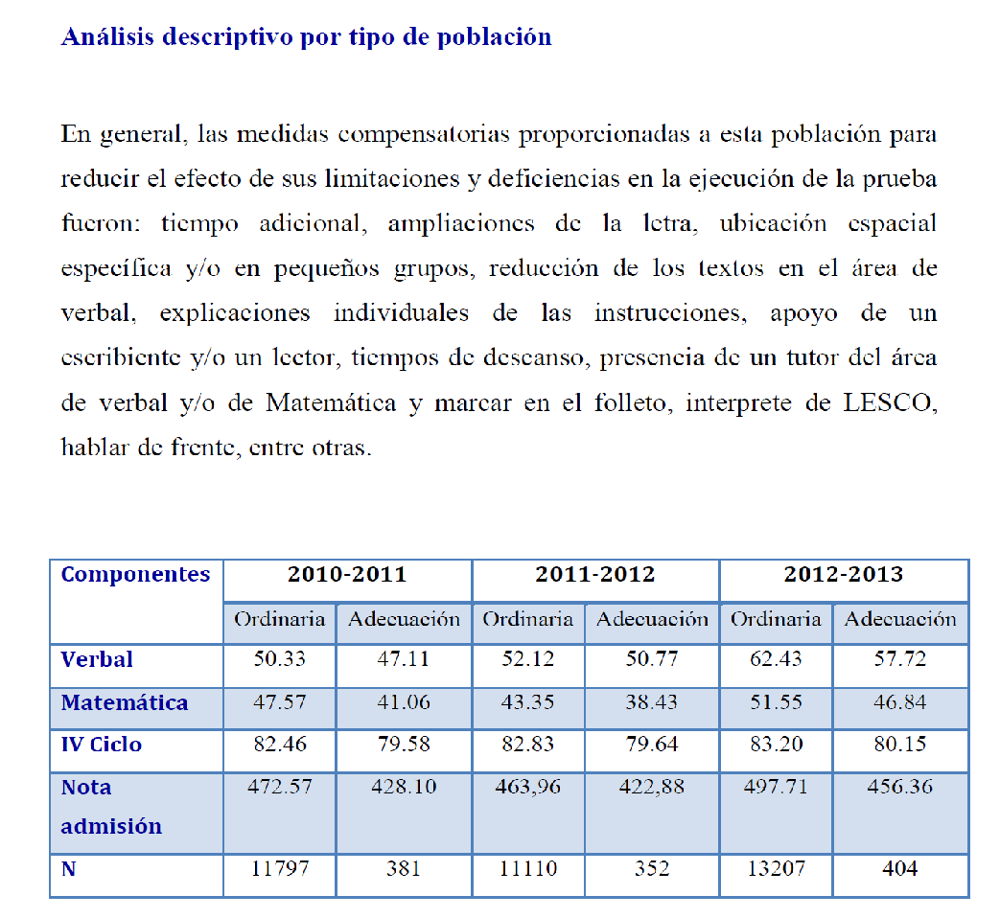 Análisis descriptivo por tipo de población
En general, las medidas compensatorias proporcionadas a esta población para
reducir el efecto de sus limitaciones y deficiencias en la ejecución de la prueba
fueron: tiempo adicional, ampliaciones de la letra, ubicación espacial
específica y/o en pequeños grupos, reducción de los textos en el área de
verbal, explicaciones individuales de las instrucciones, apoyo de un
escribiente y/o un lector, tiempos de descanso, presencia de un tutor del área
de verbal y/o de Matemática y marcar en el folleto, interprete de LESCO,
hablar de frente, entre otras.
Componentes 2010-2011 2011-2012 2012-2013
Ordinaria Adecuación Ordinaria Adecuación Ordinaria Adecuación
Verbal 50.33 47.11 52.12 50.77 62.43 57.72
Matemática 47.57 41.06 43.35 38.43 51.55 46.84
IV Ciclo 82.46 79.58 82.83 79.64 83.20 80.15
Nota 472.57 428.10 463,96 422,88 497.71 456.36
admisión
N 11797 381 11110 352 13207 404